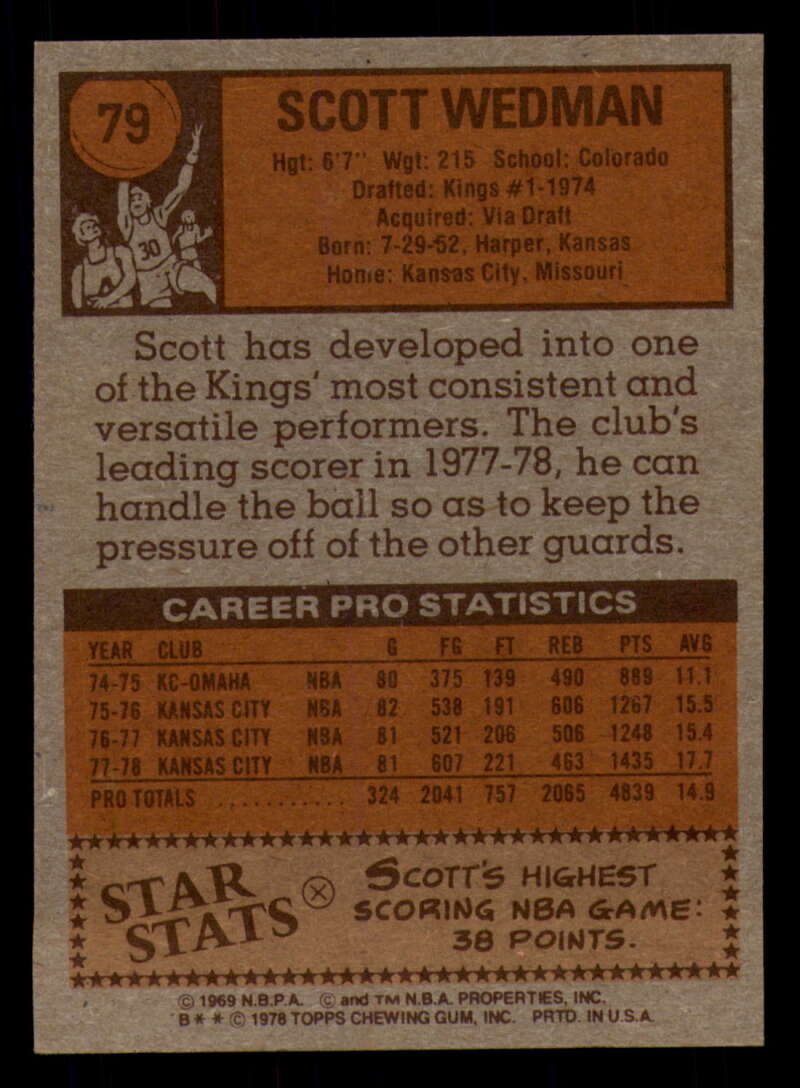 79
SCOTT WEDMAN
Hgt: 6'7" Wgt: 215 School: Colorado
Drafted: Kings #1-1974
Acquired: Via Draft
Born: 7-29-52, Harper, Kansas
Home: Kansas City, Missouri
30
Scott has developed into one
of the Kings' most consistent and
versatile performers. The club's
leading scorer in 1977-78, he can
handle the ball so as to keep the
pressure off of the other guards.
CAREER PRO STATISTICS
YEAR CLUB G FG FT REB PTS AVG
74-75 KC-OMAHA NBA 80 375 139 490 889 11.1
75-76 KANSAS CITY NBA 82 538 191 606 1267 15.5
76-77 KANSAS CITY NBA 81 521 206 506 1248 15.4
77-78 KANSAS CITY NBA 81 607 221 463 1435 17.7
PRO TOTALS ........... 324 2041 757 2065 4839 14.9
STAR STATS
SCOTT'S HIGHEST
SCORING NBA GAME:
38 POINTS.
© 1969 N.B.P.A. © and TM N.B.A. PROPERTIES, INC.
B * * © 1978 TOPPS CHEWING GUM, INC. PRTD. IN U.S.A.